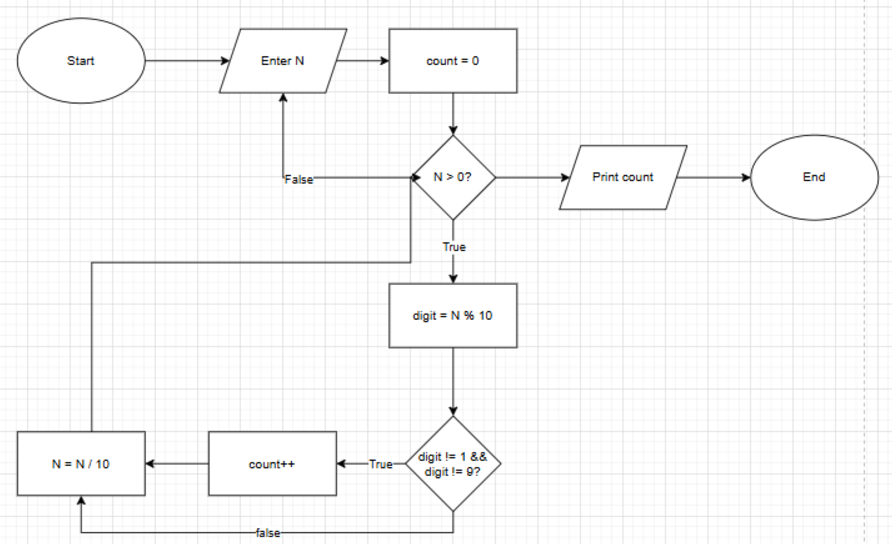 Start
Enter N
count = 0
False
N > 0?
Print count
End
True
digit = N % 10
N = N / 10
count++
True
digit != 1 &&
digit != 9?
false